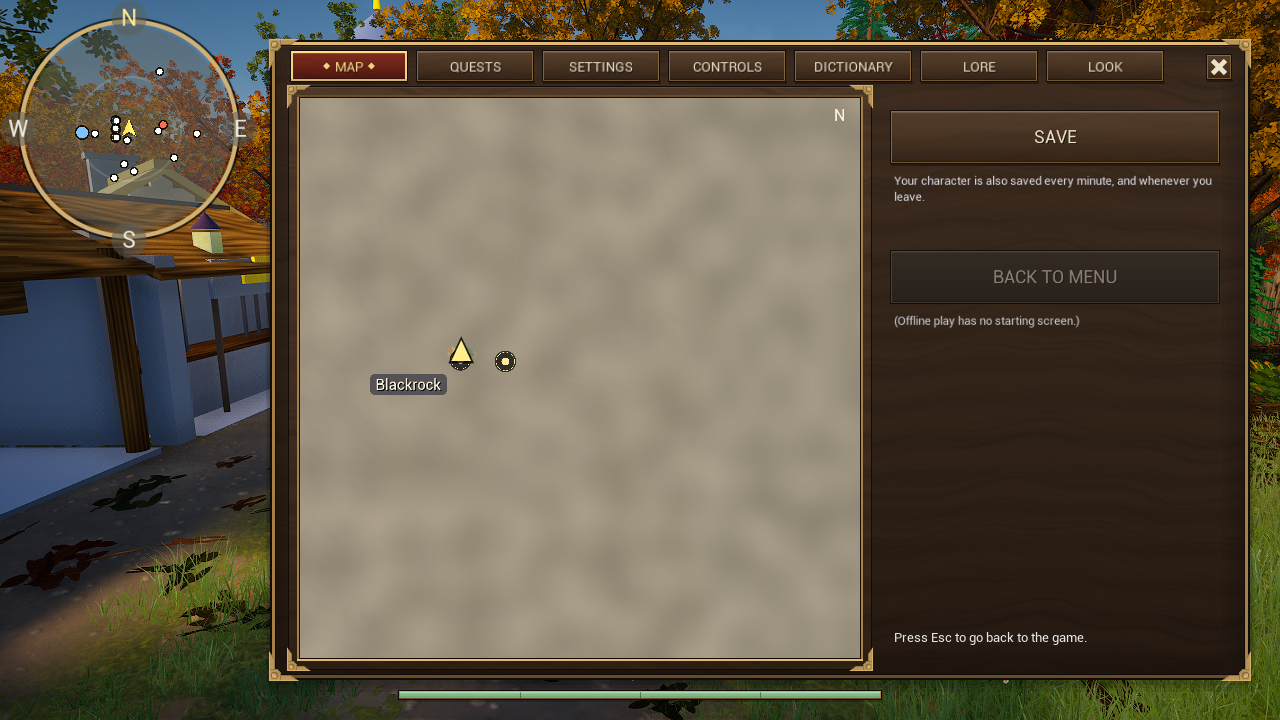 N
W
E
S
MAP
QUESTS
SETTINGS
CONTROLS
DICTIONARY
LORE
LOOK
N
Blackrock
SAVE
Your character is also saved every minute, and whenever you
leave.
BACK TO MENU
(Offline play has no starting screen.)
Press Esc to go back to the game.